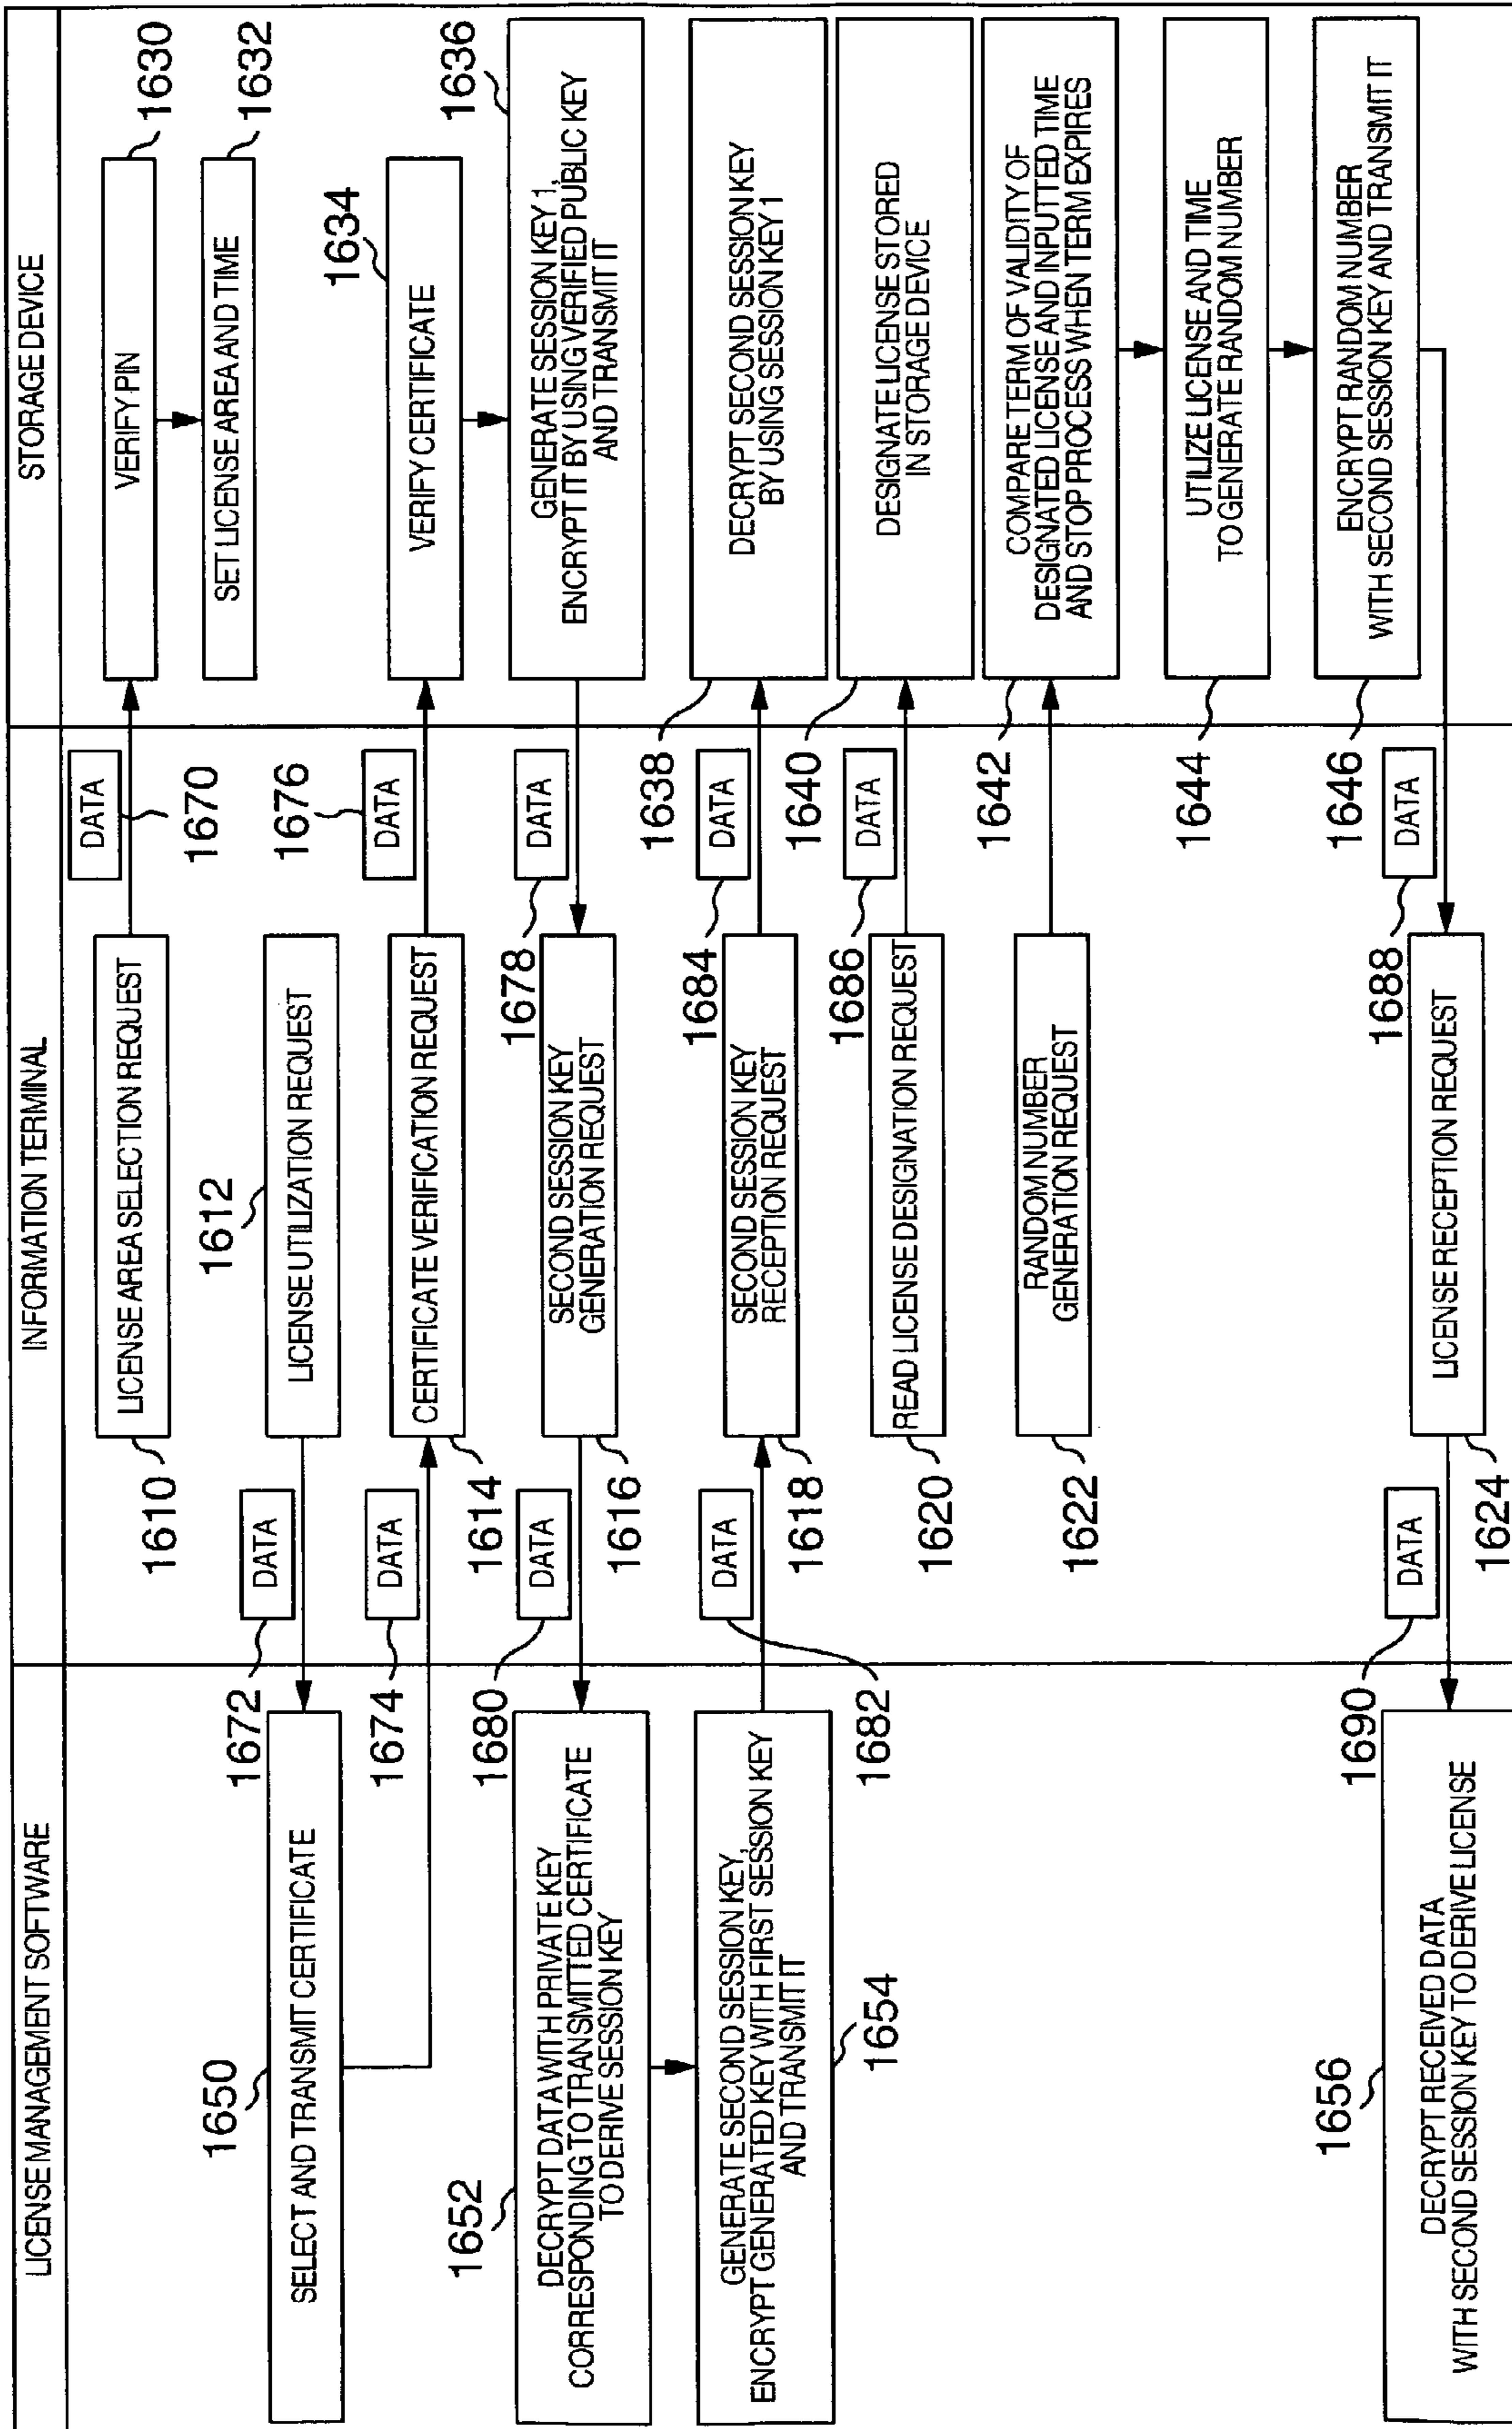 LICENSE MANAGEMENT SOFTWARE
INFORMATION TERMINAL
STORAGE DEVICE
1610
LICENSE AREA SELECTION REQUEST
DATA
1670
VERIFY PIN
1630
SET LICENSE AREA AND TIME
1632
1612
LICENSE UTILIZATION REQUEST
DATA
1672
1650
SELECT AND TRANSMIT CERTIFICATE
DATA
1674
1614
CERTIFICATE VERIFICATION REQUEST
DATA
1676
VERIFY CERTIFICATE
1634
GENERATE SESSION KEY 1,
ENCRYPT IT BY USING VERIFIED PUBLIC KEY
AND TRANSMIT IT
1636
DATA
1678
SECOND SESSION KEY
GENERATION REQUEST
1616
DATA
1680
1652
DECRYPT DATA WITH PRIVATE KEY
CORRESPONDING TO TRANSMITTED CERTIFICATE
TO DERIVE SESSION KEY
GENERATE SECOND SESSION KEY,
ENCRYPT GENERATED KEY WITH FIRST SESSION KEY
AND TRANSMIT IT
1654
DATA
1682
SECOND SESSION KEY
RECEPTION REQUEST
1618
DATA
1684
1638
DECRYPT SECOND SESSION KEY
BY USING SESSION KEY 1
READ LICENSE DESIGNATION REQUEST
1620
DATA
1686
1640
DESIGNATE LICENSE STORED
IN STORAGE DEVICE
RANDOM NUMBER
GENERATION REQUEST
1622
1642
COMPARE TERM OF VALIDITY OF
DESIGNATED LICENSE AND INPUTTED TIME
AND STOP PROCESS WHEN TERM EXPIRES
1644
UTILIZE LICENSE AND TIME
TO GENERATE RANDOM NUMBER
1646
ENCRYPT RANDOM NUMBER
WITH SECOND SESSION KEY AND TRANSMIT IT
DATA
1688
LICENSE RECEPTION REQUEST
1624
DATA
1690
1656
DECRYPT RECEIVED DATA
WITH SECOND SESSION KEY TO DERIVE LICENSE